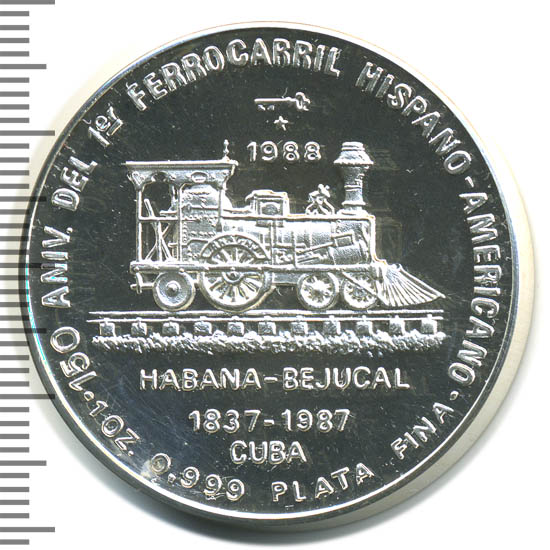 150 ANIV. DEL 1er FERROCARRIL HISPANO-AMERICANO
1988
HABANA-BEJUCAL
1837-1987
CUBA
·1 OZ. 0.999 PLATA FINA·